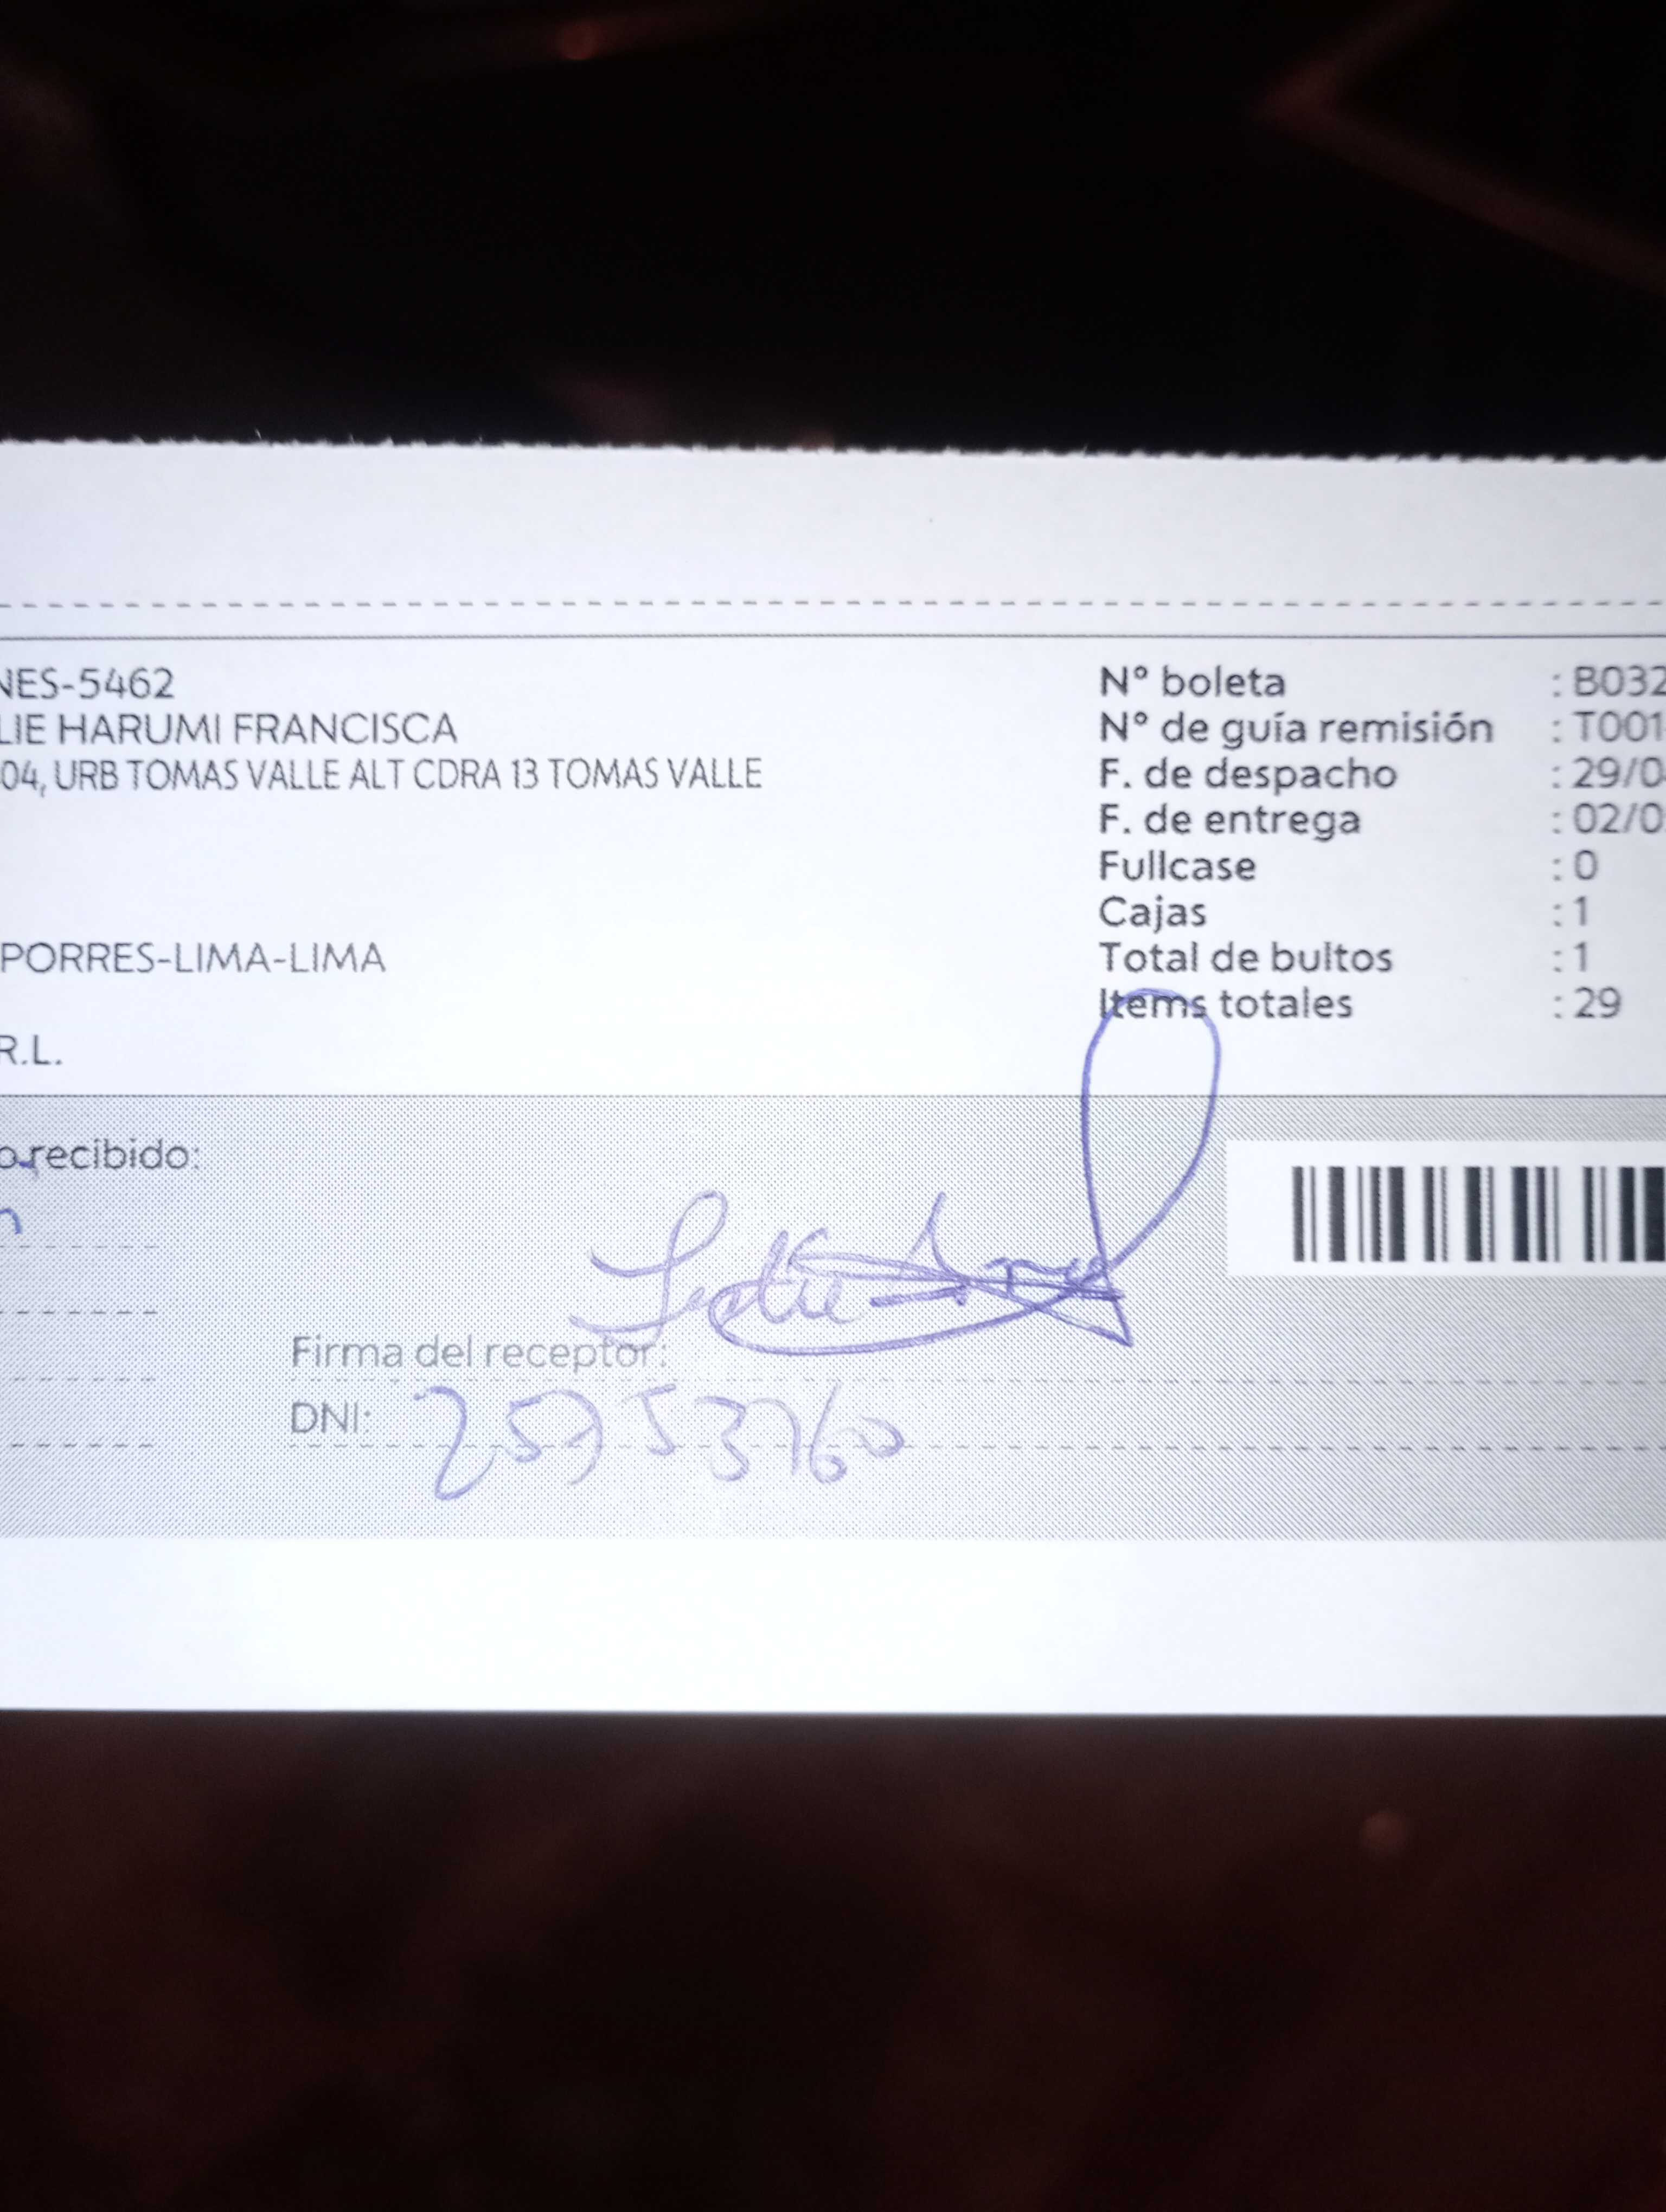 NES-5462
LIE HARUMI FRANCISCA
04, URB TOMAS VALLE ALT CDRA 13 TOMAS VALLE
PORRES-LIMA-LIMA
R.L.
Nº boleta : B032
Nº de guía remisión : T001
F. de despacho : 29/0
F. de entrega : 02/0
Fullcase : 0
Cajas : 1
Total de bultos : 1
Items totales : 29
o recibido:
Firma del receptor:
DNI: 25753760